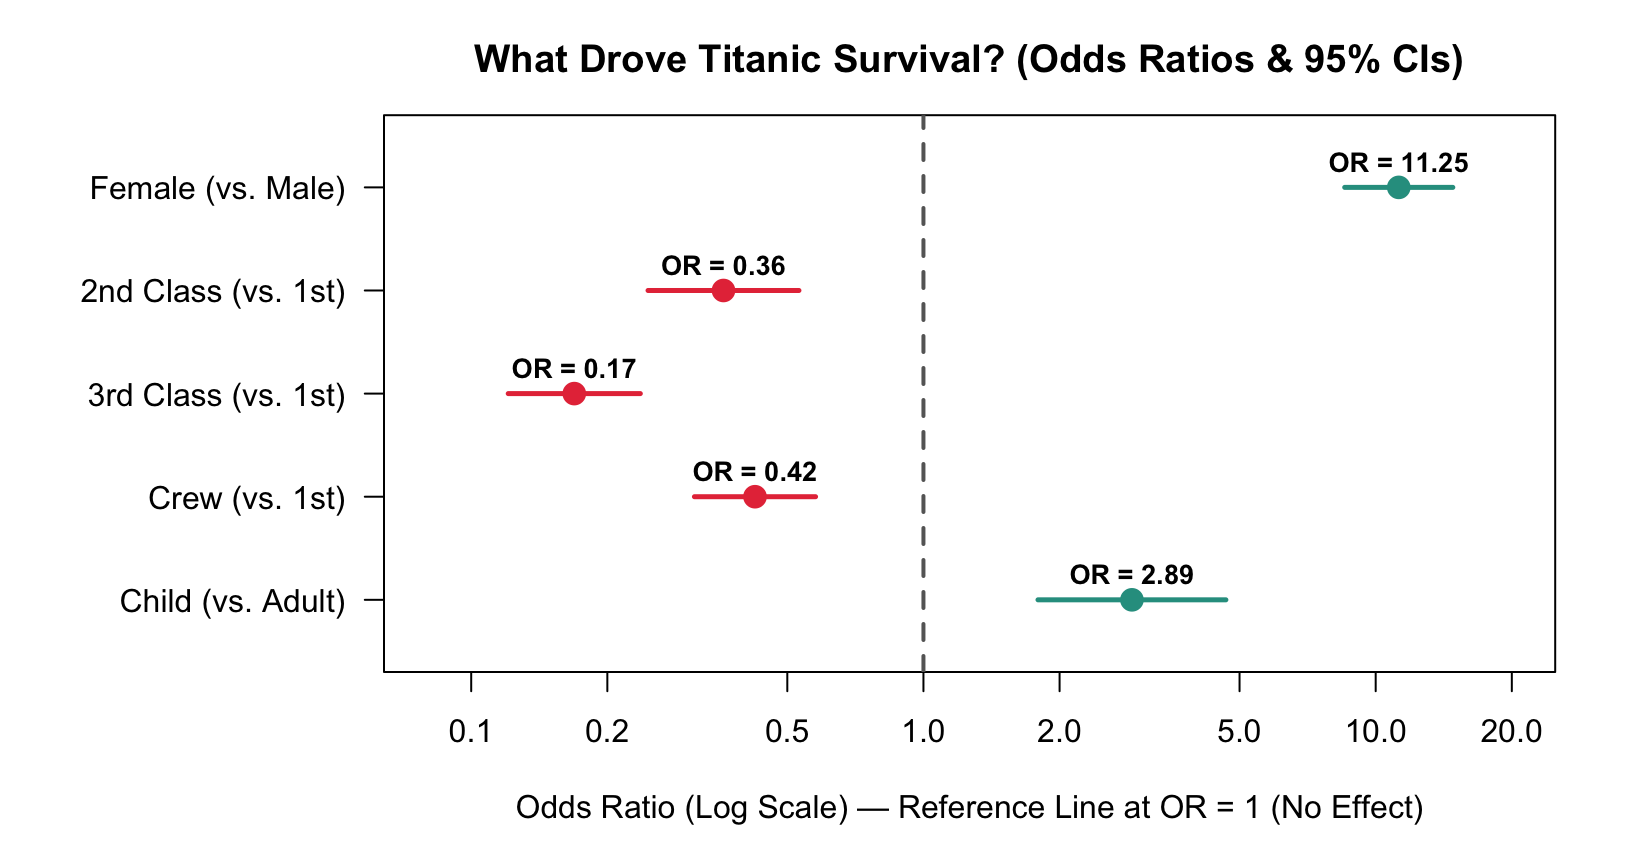 What Drove Titanic Survival? (Odds Ratios & 95% CIs)
Female (vs. Male)
OR = 11.25
2nd Class (vs. 1st)
OR = 0.36
3rd Class (vs. 1st)
OR = 0.17
Crew (vs. 1st)
OR = 0.42
Child (vs. Adult)
OR = 2.89
0.1 0.2 0.5 1.0 2.0 5.0 10.0 20.0
Odds Ratio (Log Scale) — Reference Line at OR = 1 (No Effect)